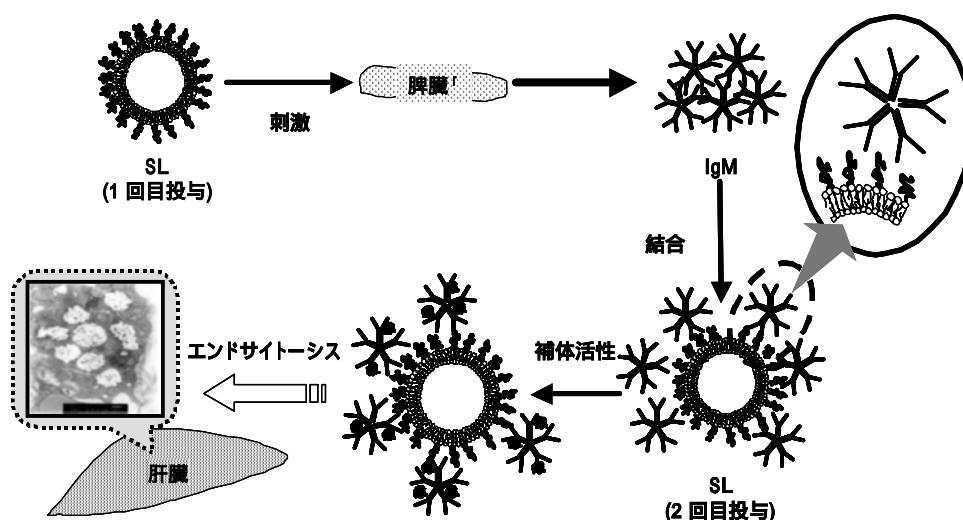 脾臓
刺激
SL
(1 回目投与)
IgM
結合
エンドサイトーシス
補体活性
肝臓
SL
(2 回目投与)